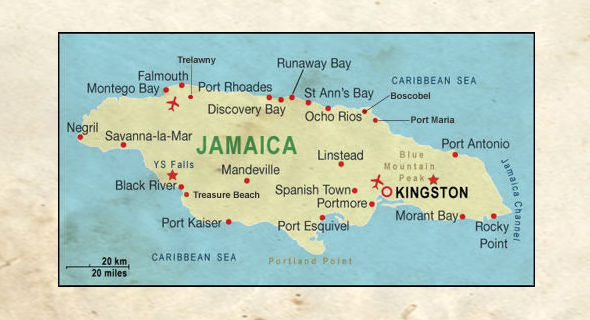 Trelawny
Runaway Bay
Falmouth
Montego Bay
Port Rhoades
St Ann's Bay
CARIBBEAN SEA
Boscobel
Discovery Bay
Ocho Rios
Port Maria
Negril
Savanna-la-Mar
JAMAICA
Port Antonio
YS Falls
Linstead
Blue
Mountain
Peak
Jamaica Channel
Mandeville
Black River
Treasure Beach
Spanish Town
KINGSTON
Portmore
Port Kaiser
Port Esquivel
Morant Bay
Rocky
Point
CARIBBEAN SEA
Portland Point
20 km
20 miles